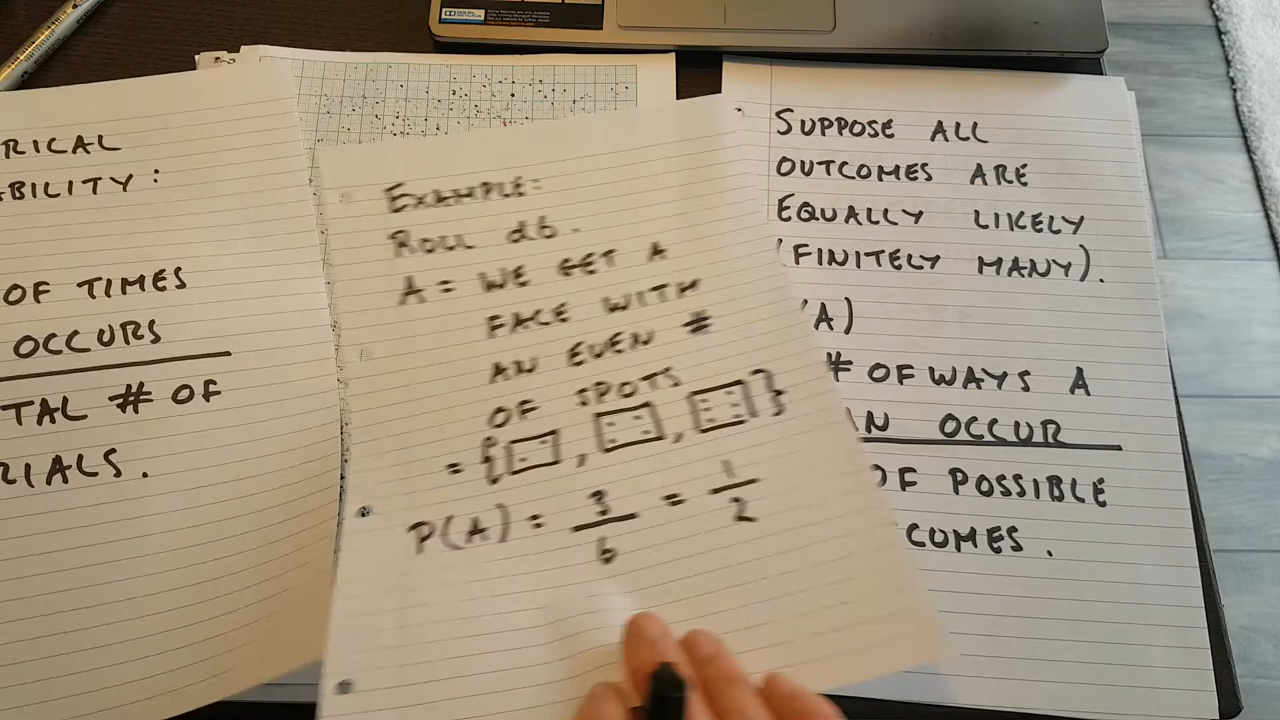 RICAL
ABILITY:
OF TIMES
OCCURS
TAL # OF
RIALS.
EXAMPLE:
ROLL d6.
A = WE GET A
FACE WITH
AN EVEN #
OF SPOTS
= { , , }
P(A) = 3/6 = 1/2
SUPPOSE ALL
OUTCOMES ARE
EQUALLY LIKELY
(FINITELY MANY).
(A)
# OF WAYS A
N OCCUR
OF POSSIBLE
COMES.